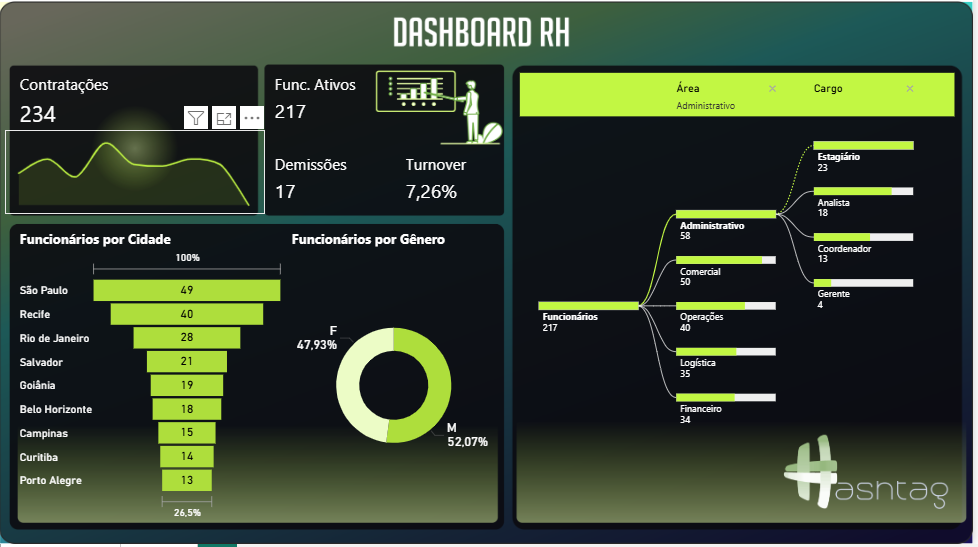 DASHBOARD RH
Contratações
234
Func. Ativos
217
Demissões
17
Turnover
7,26%
Funcionários por Cidade
100%
São Paulo 49
Recife 40
Rio de Janeiro 28
Salvador 21
Goiânia 19
Belo Horizonte 18
Campinas 15
Curitiba 14
Porto Alegre 13
26,5%
Funcionários por Gênero
F
47,93%
M
52,07%
Área
Administrativo
Cargo
Funcionários
217
Administrativo
58
Comercial
50
Operações
40
Logística
35
Financeiro
34
Estagiário
23
Analista
18
Coordenador
13
Gerente
4
Hashtag